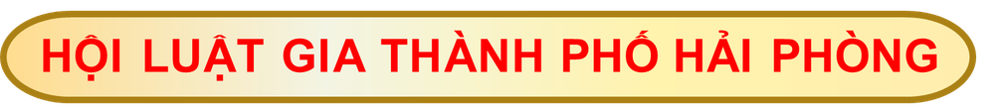 HỘI LUẬT GIA THÀNH PHỐ HẢI PHÒNG